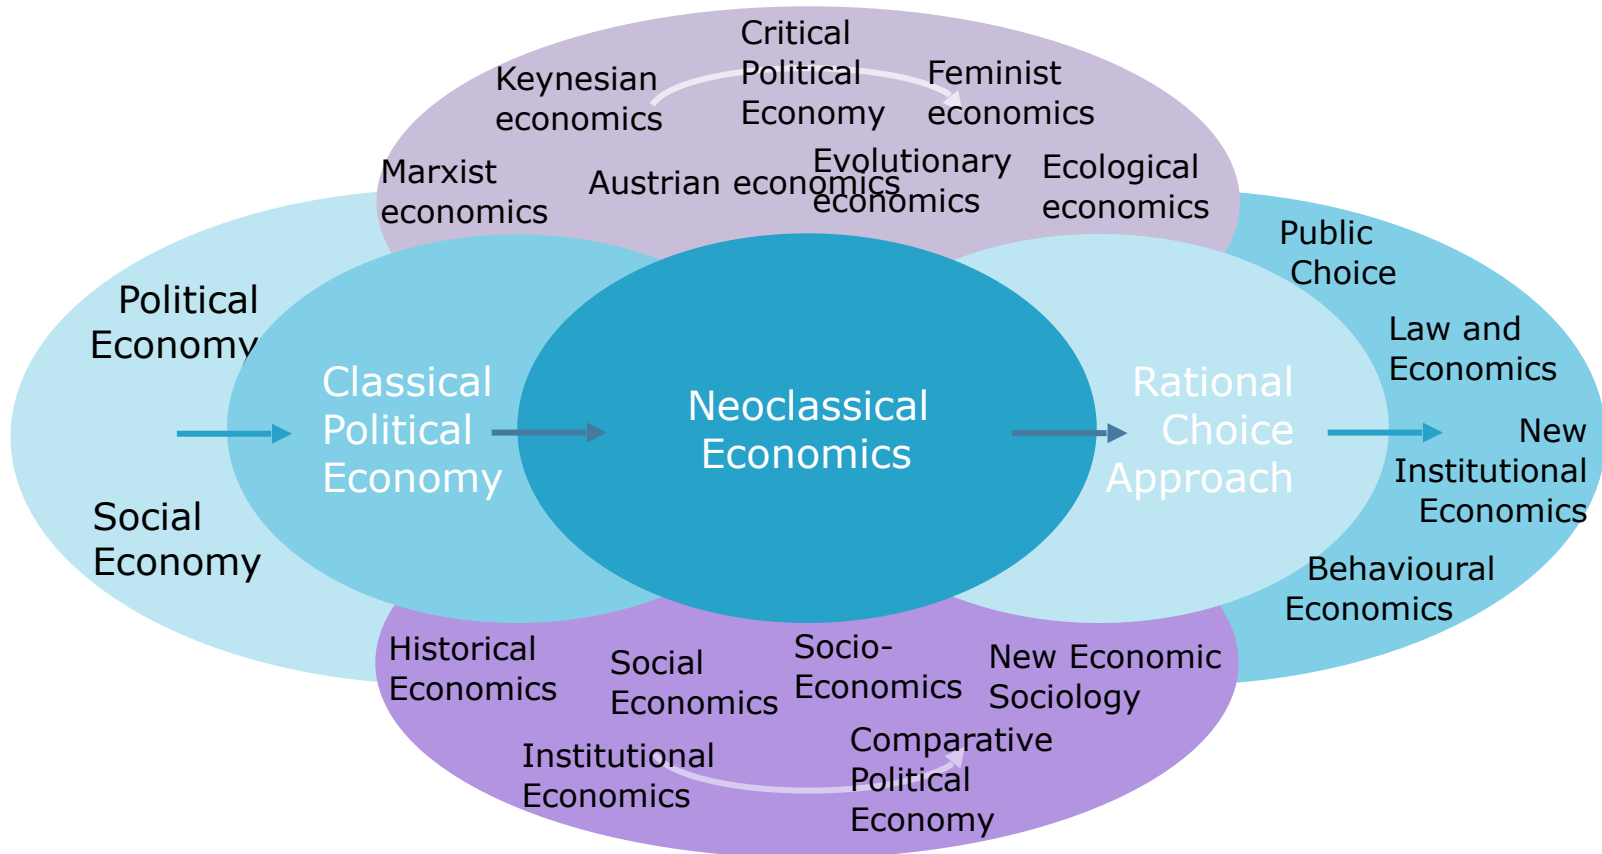 Critical
Political
Economy
Keynesian
economics
Feminist
economics
Marxist
economics
Austrian economics
Evolutionary
economics
Ecological
economics
Political
Economy
Social
Economy
Classical
Political
Economy
Neoclassical
Economics
Rational
Choice
Approach
Public
Choice
Law and
Economics
New
Institutional
Economics
Behavioural
Economics
Historical
Economics
Social
Economics
Socio-
Economics
New Economic
Sociology
Institutional
Economics
Comparative
Political
Economy